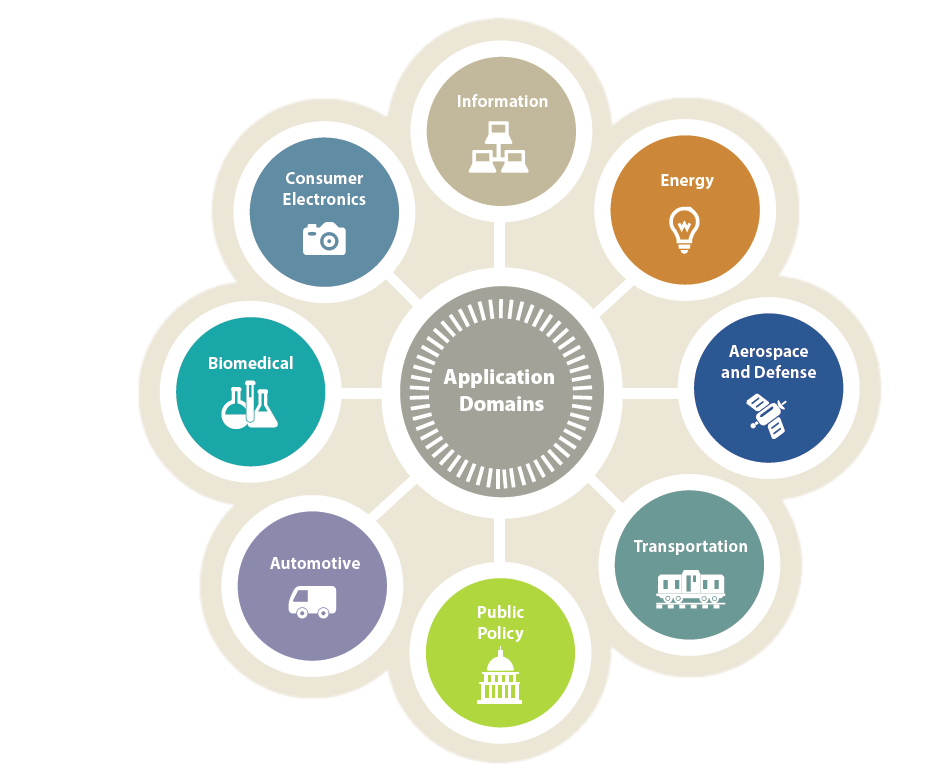 Information
Consumer
Electronics
Energy
Biomedical
Application
Domains
Aerospace
and Defense
Automotive
Transportation
Public
Policy